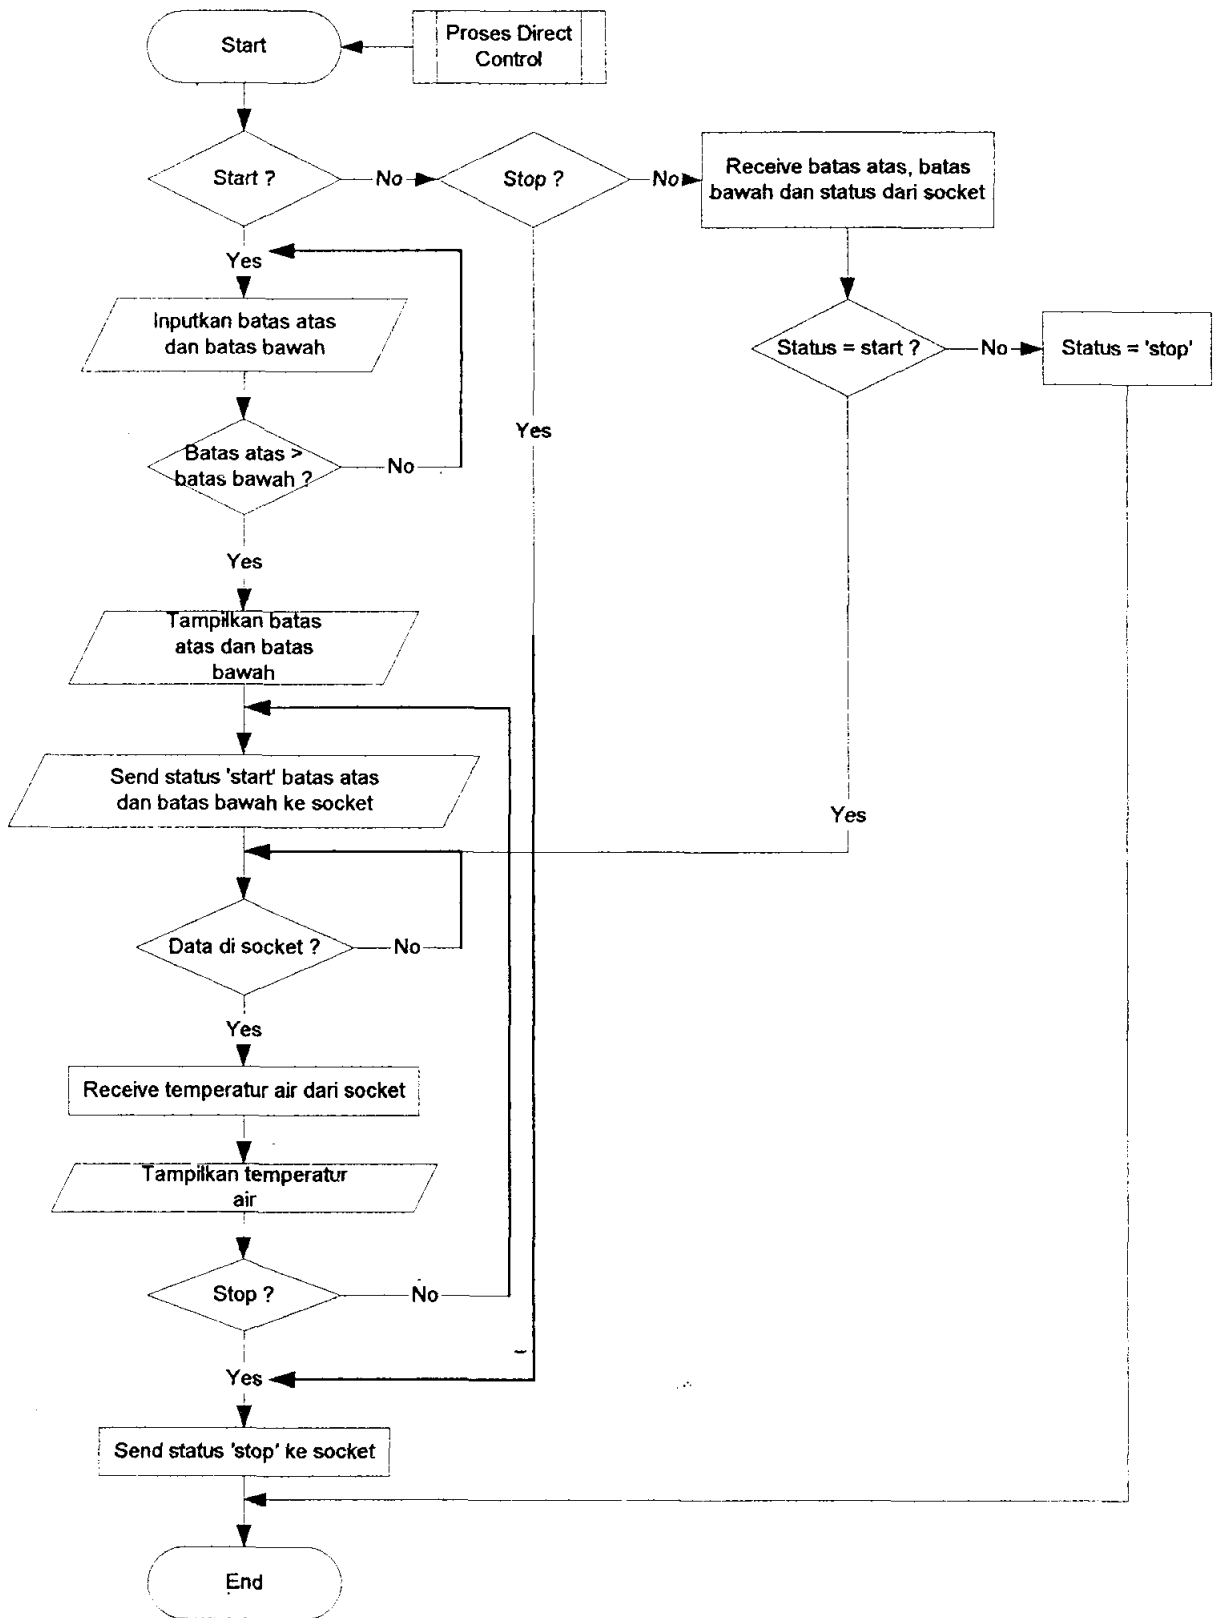 Start
Proses Direct
Control
Start ?
No
Stop ?
No
Receive batas atas, batas
bawah dan status dari socket
Yes
Inputkan batas atas
dan batas bawah
Status = start ?
No
Status = 'stop'
Yes
Batas atas >
batas bawah ?
No
Yes
Tampilkan batas
atas dan batas
bawah
Send status 'start' batas atas
dan batas bawah ke socket
Yes
Data di socket ?
No
Yes
Receive temperatur air dari socket
Tampilkan temperatur
air
Stop ?
No
Yes
Send status 'stop' ke socket
End